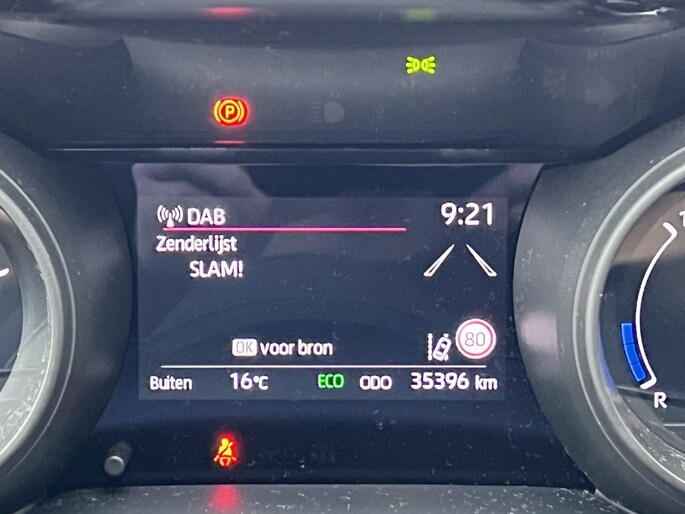 P
DAB
9:21
Zenderlijst
SLAM!
OK voor bron
80
Buiten 16°C ECO ODO 35396 km
R